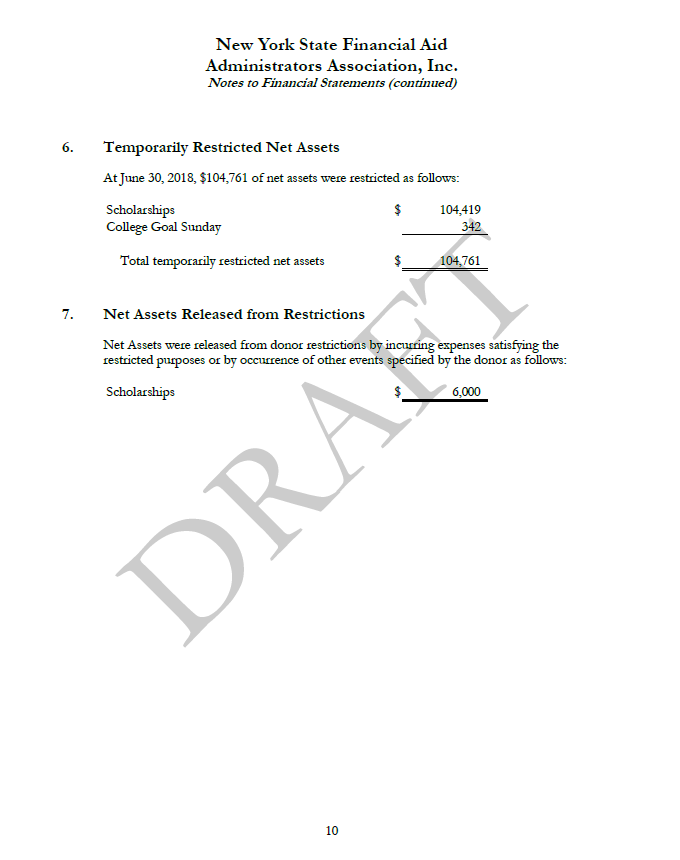 New York State Financial Aid
Administrators Association, Inc.
Notes to Financial Statements (continued)
6. Temporarily Restricted Net Assets
At June 30, 2018, $104,761 of net assets were restricted as follows:
Scholarships $ 104,419
College Goal Sunday 342
Total temporarily restricted net assets $ 104,761
7. Net Assets Released from Restrictions
Net Assets were released from donor restrictions by incurring expenses satisfying the
restricted purposes or by occurrence of other events specified by the donor as follows:
Scholarships $ 6,000
DRAFT
10